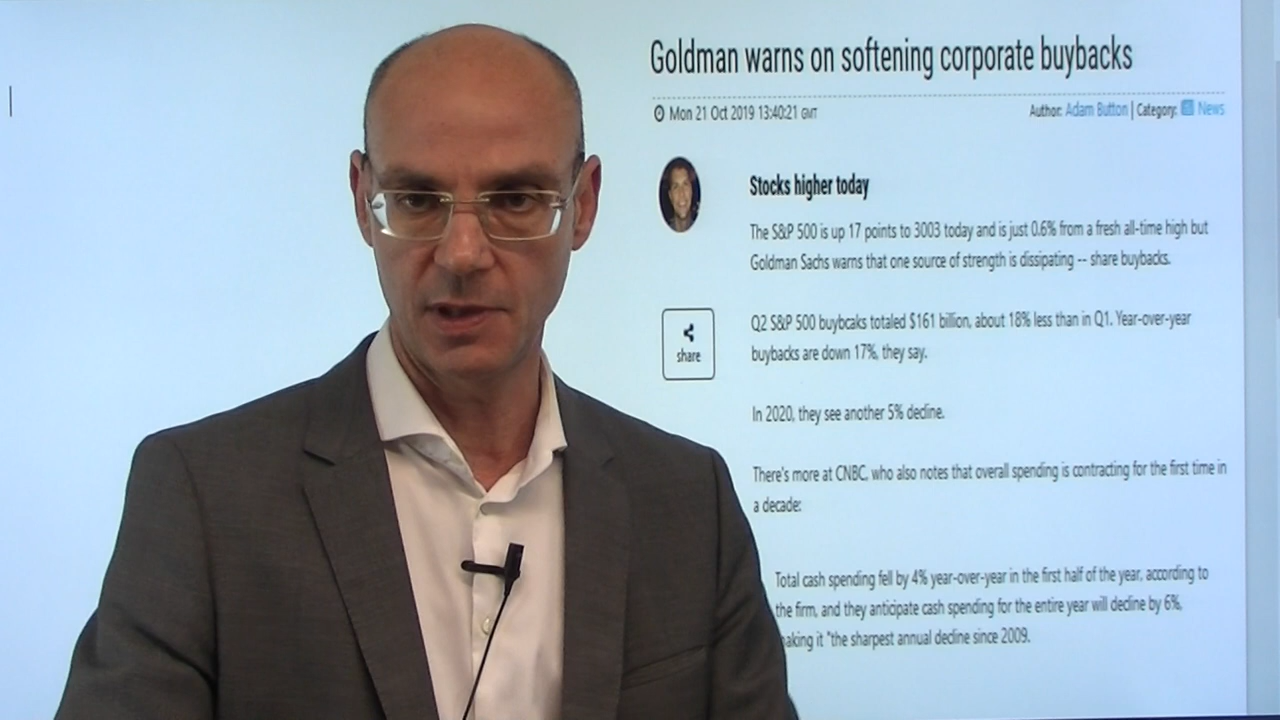 Goldman warns on softening corporate buybacks
Mon 21 Oct 2019 13:40:21 GMT Author: Adam Button | Category: News
Stocks higher today
The S&P 500 is up 17 points to 3003 today and is just 0.6% from a fresh all-time high but
Goldman Sachs warns that one source of strength is dissipating -- share buybacks.
share
Q2 S&P 500 buybcaks totaled $161 billion, about 18% less than in Q1. Year-over-year
buybacks are down 17%, they say.
In 2020, they see another 5% decline.
There's more at CNBC, who also notes that overall spending is contracting for the first time in
a decade:
Total cash spending fell by 4% year-over-year in the first half of the year, according to
the firm, and they anticipate cash spending for the entire year will decline by 6%,
aking it "the sharpest annual decline since 2009.